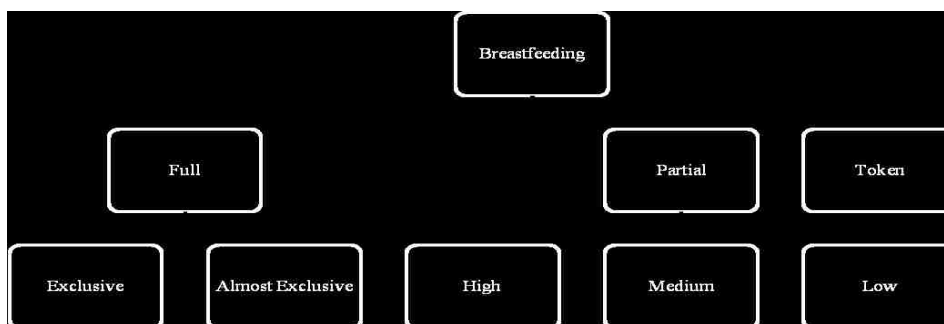 Breastfeeding
Full
Partial
Token
Exclusive
Almost Exclusive
High
Medium
Low